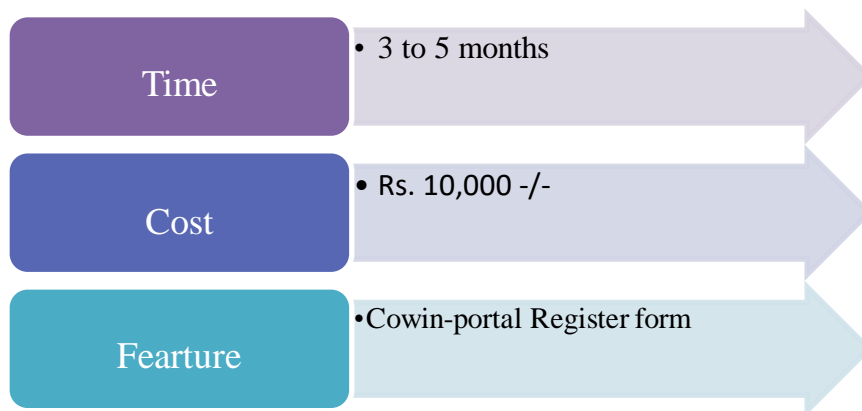 Time
• 3 to 5 months
Cost
• Rs. 10,000 -/-
Fearture
•Cowin-portal Register form